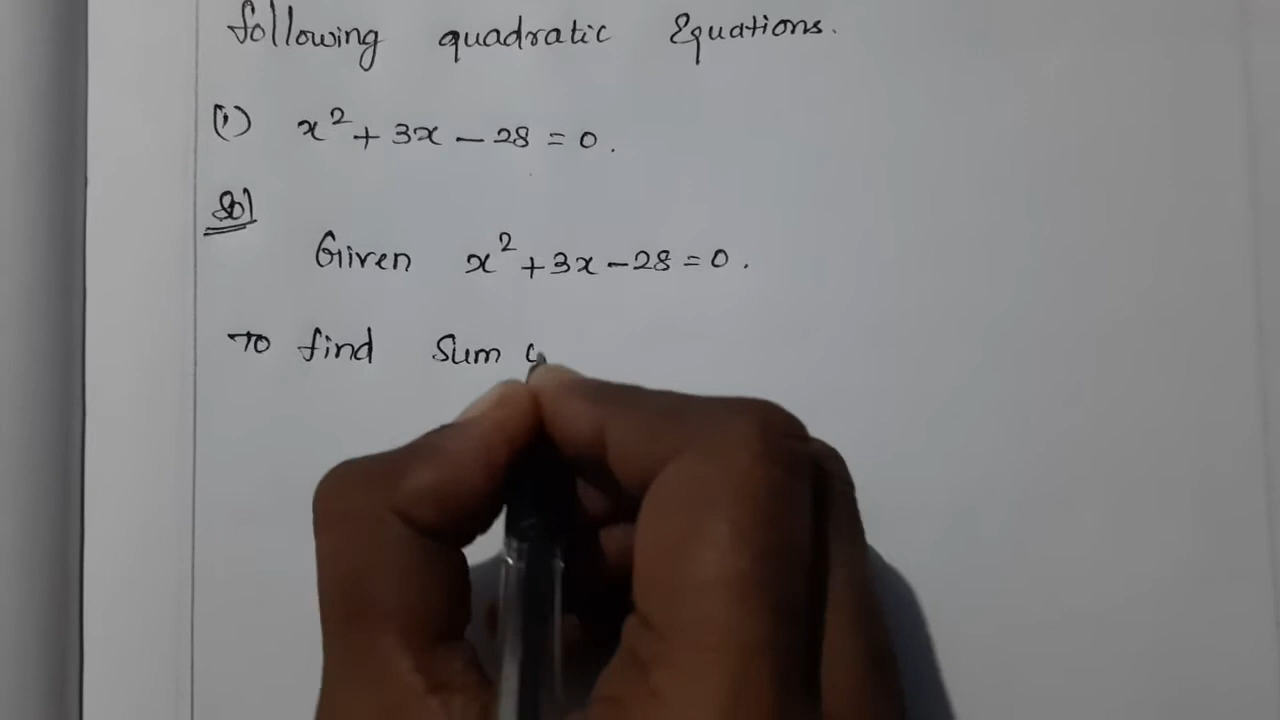 following quadratic Equations.
(i) x² + 3x - 28 = 0.
Sol
Given x² + 3x - 28 = 0.
To find Sum